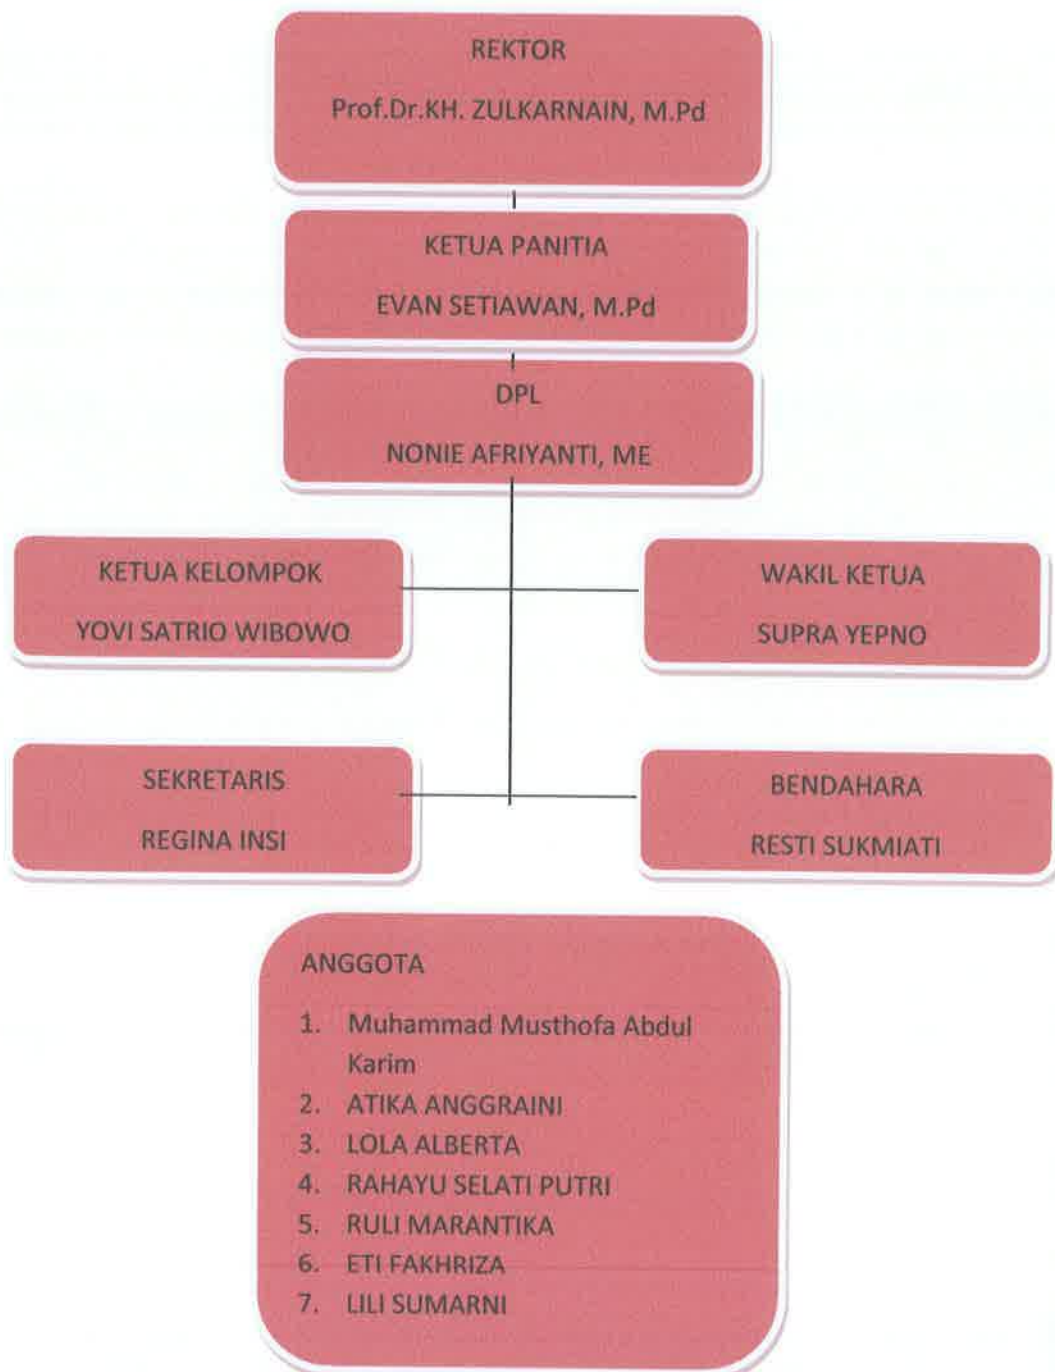 REKTOR
Prof.Dr.KH. ZULKARNAIN, M.Pd
KETUA PANITIA
EVAN SETIAWAN, M.Pd
DPL
NONIE AFRIYANTI, ME
KETUA KELOMPOK
YOVI SATRIO WIBOWO
WAKIL KETUA
SUPRA YEPNO
SEKRETARIS
REGINA INSI
BENDAHARA
RESTI SUKMIATI
ANGGOTA
1. Muhammad Musthofa Abdul
Karim
2. ATIKA ANGGRAINI
3. LOLA ALBERTA
4. RAHAYU SELATI PUTRI
5. RULI MARANTIKA
6. ETI FAKHRIZA
7. LILI SUMARNI